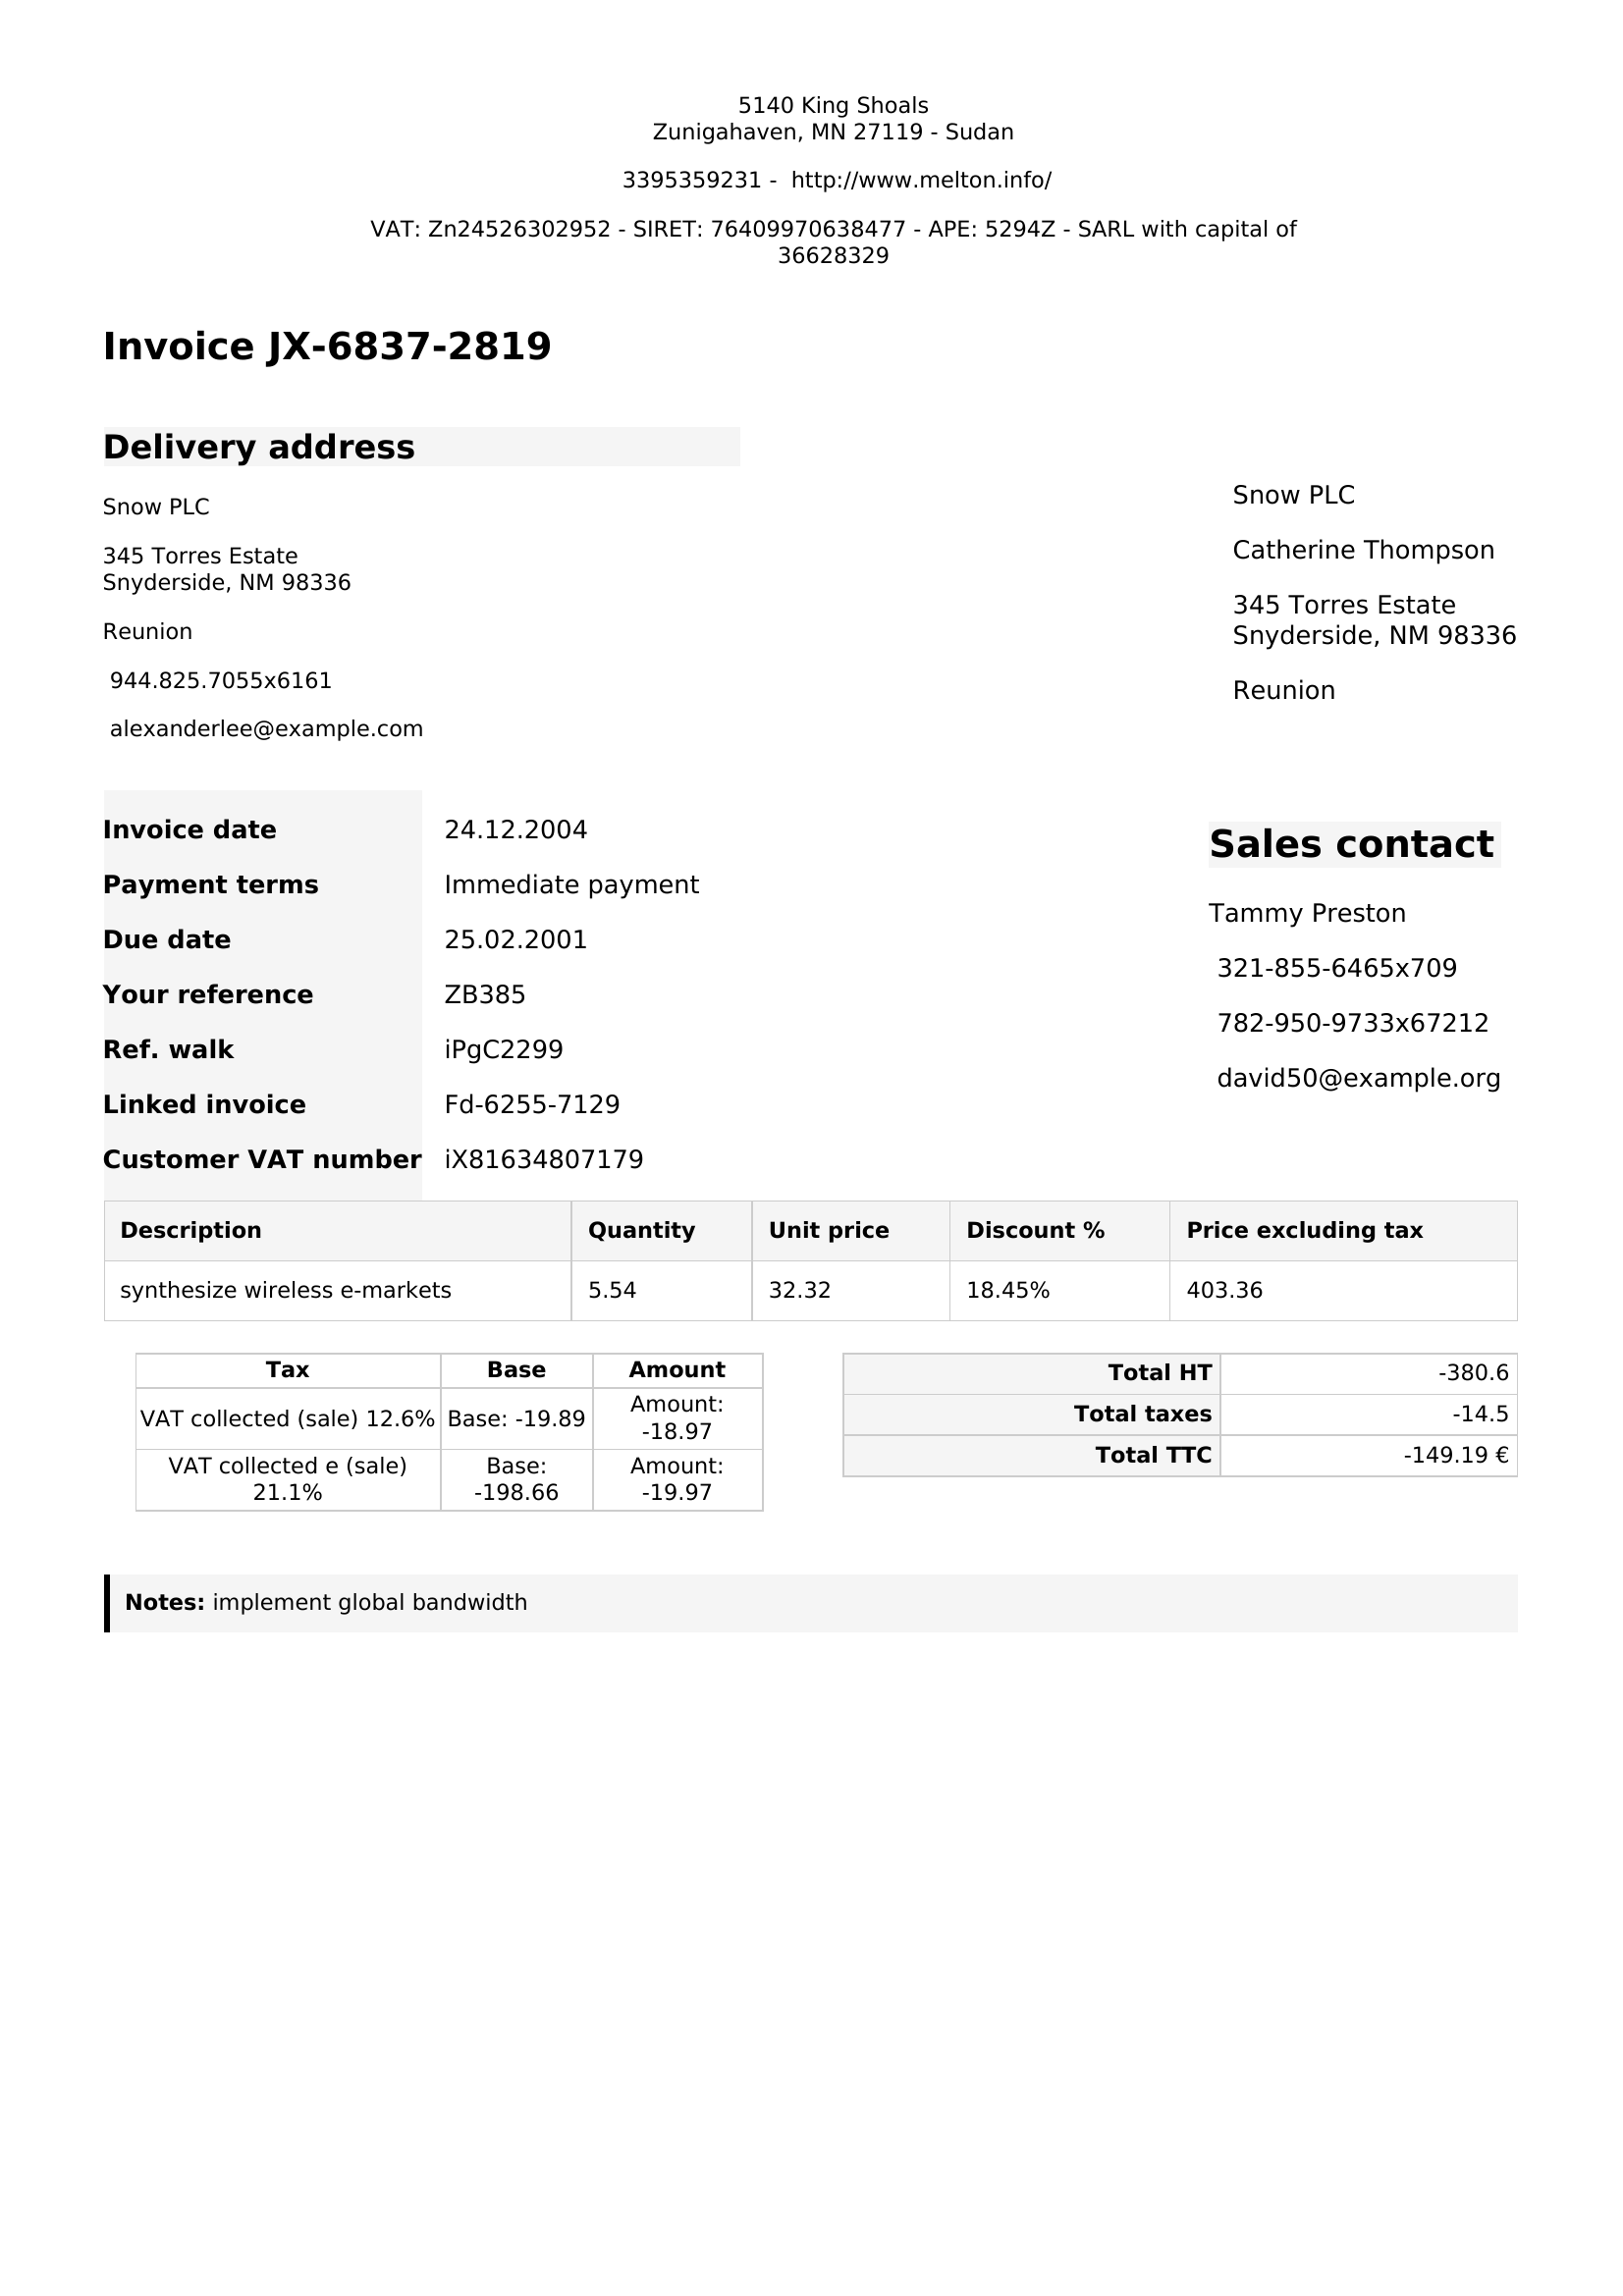 5140 King Shoals
Zunigahaven, MN 27119 - Sudan
3395359231 -  http://www.melton.info/
VAT: Zn24526302952 - SIRET: 76409970638477 - APE: 5294Z - SARL with capital of
36628329
Invoice JX-6837-2819
Delivery address
Snow PLC
345 Torres Estate
Snyderside, NM 98336
Reunion
944.825.7055x6161
alexanderlee@example.com
Snow PLC
Catherine Thompson
345 Torres Estate
Snyderside, NM 98336
Reunion
Invoice date 24.12.2004
Payment terms Immediate payment
Due date 25.02.2001
Your reference ZB385
Ref. walk iPgC2299
Linked invoice Fd-6255-7129
Customer VAT number iX81634807179
Sales contact
Tammy Preston
321-855-6465x709
782-950-9733x67212
david50@example.org
Description Quantity Unit price Discount % Price excluding tax
synthesize wireless e-markets 5.54 32.32 18.45% 403.36
Tax Base Amount
VAT collected (sale) 12.6% Base: -19.89 Amount:
-18.97
VAT collected e (sale) Base: Amount:
21.1% -198.66 -19.97
Total HT -380.6
Total taxes -14.5
Total TTC -149.19 €
Notes: implement global bandwidth